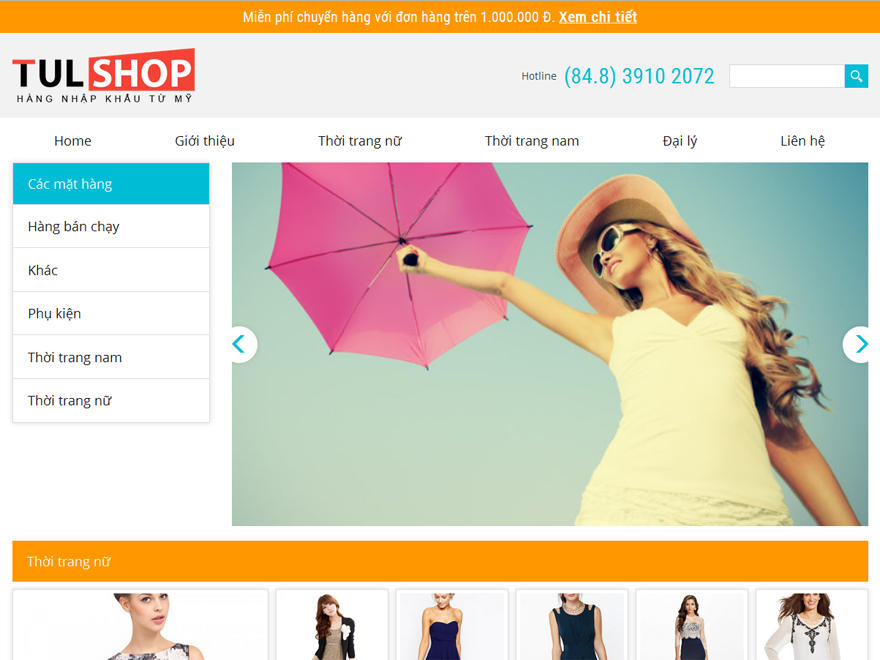 Miễn phí chuyển hàng với đơn hàng trên 1.000.000 Đ. Xem chi tiết
TULSHOP
HÀNG NHẬP KHẨU TỪ MỸ
Hotline (84.8) 3910 2072
Home Giới thiệu Thời trang nữ Thời trang nam Đại lý Liên hệ
Các mặt hàng
Hàng bán chạy
Khác
Phụ kiện
Thời trang nam
Thời trang nữ
Thời trang nữ